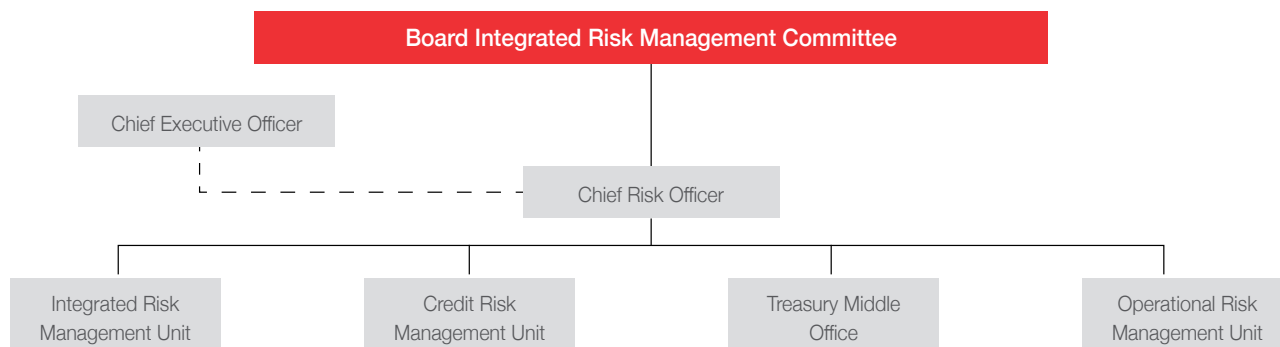 Board Integrated Risk Management Committee
Chief Executive Officer
Chief Risk Officer
Integrated Risk
Management Unit
Credit Risk
Management Unit
Treasury Middle
Office
Operational Risk
Management Unit